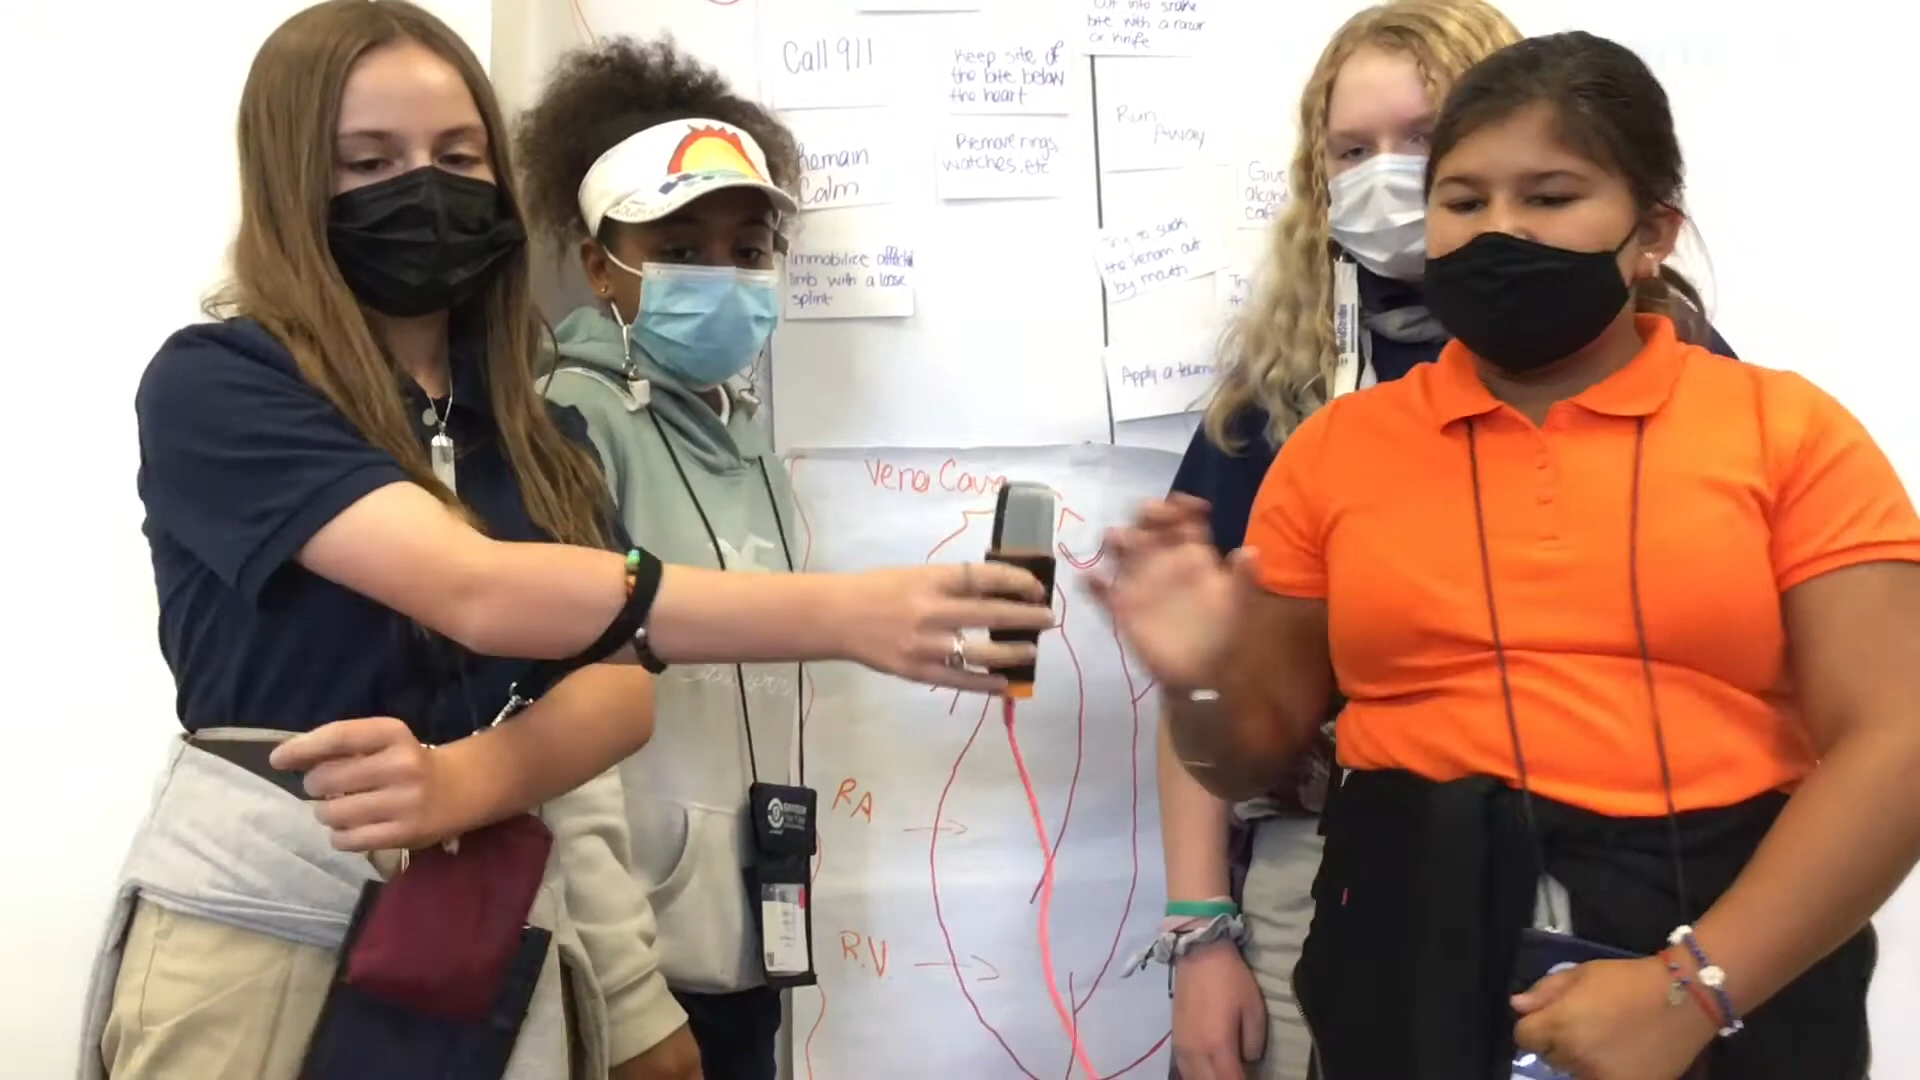 Call 911
Remain
Calm
Immobilize affected
limb with a loose
splint
Keep site of
the bite below
the heart
Remove rings,
watches, etc
Cut into snake
bite with a razor
or knife
Run
Away
Try to suck
the venom out
by mouth
Apply a
Give
Vena Cava
RA
R.V.